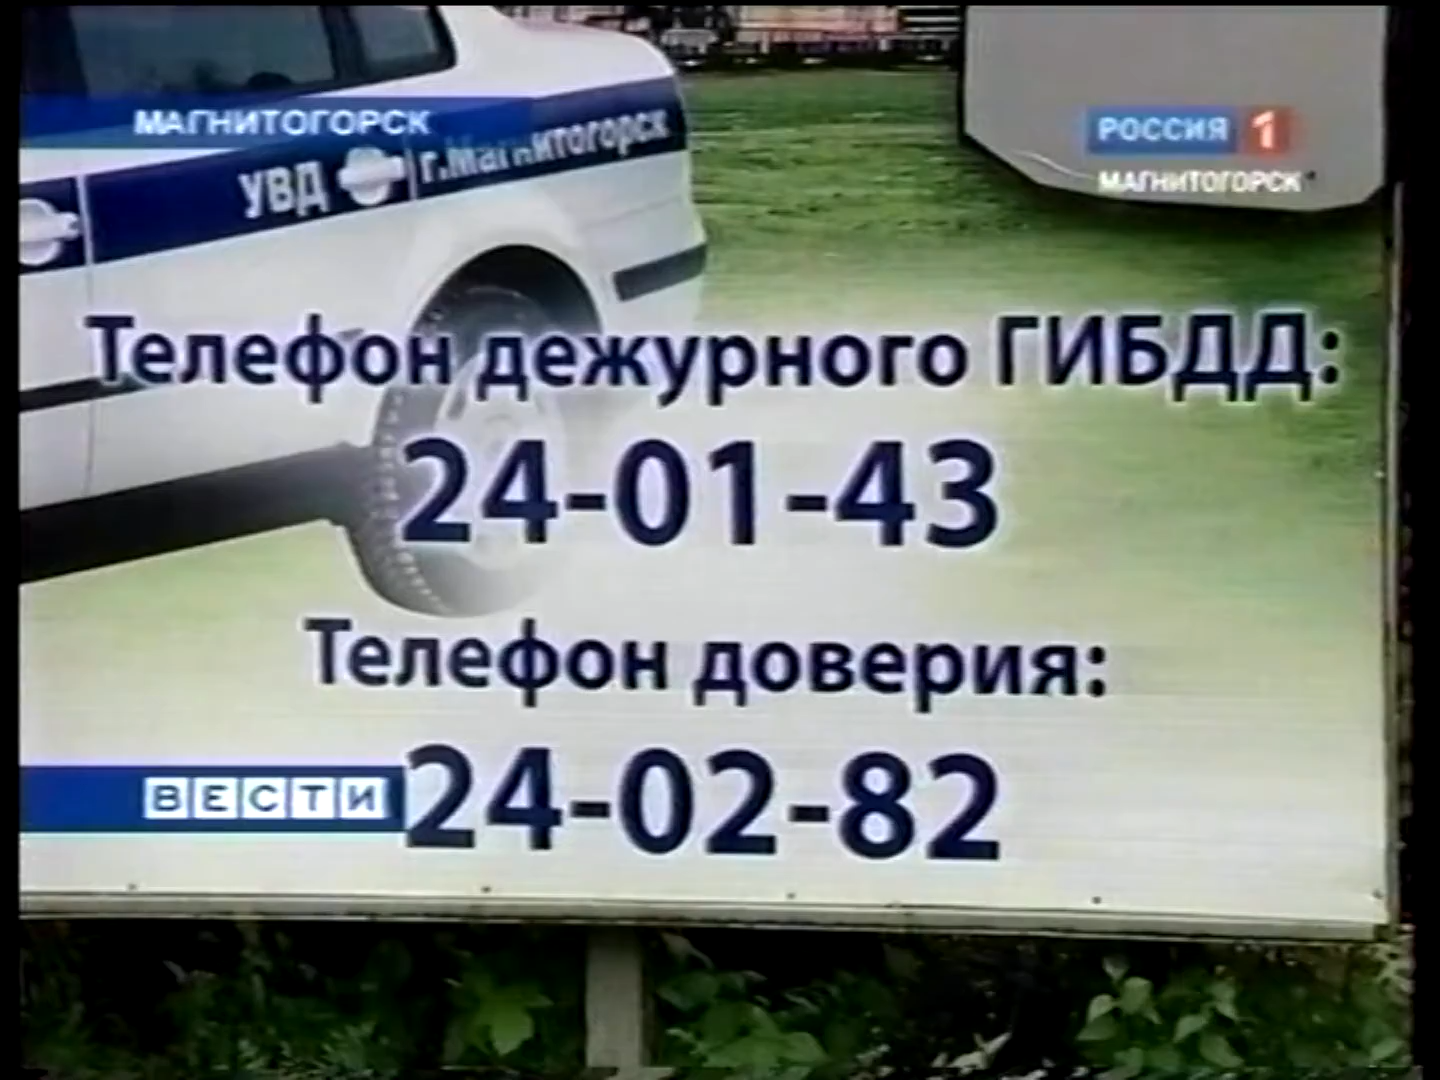 МАГНИТОГОРСК
РОССИЯ 1
МАГНИТОГОРСК
УВД г.Магнитогорск
Телефон дежурного ГИБДД:
24-01-43
Телефон доверия:
24-02-82
ВЕСТИ